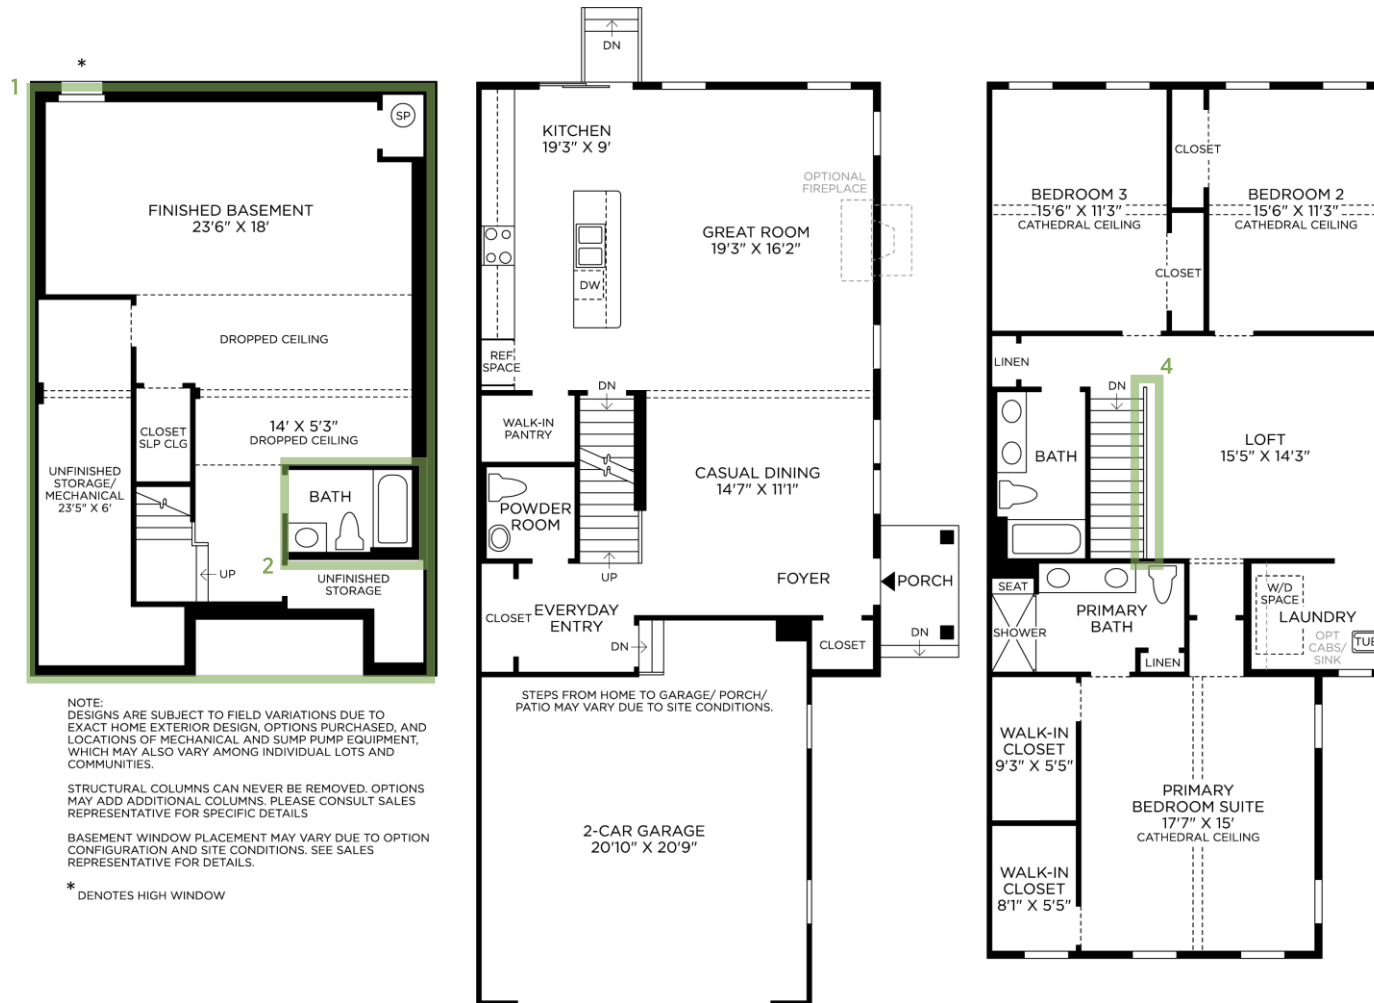 1
*
SP
FINISHED BASEMENT
23'6" X 18'
DROPPED CEILING
CLOSET
SLP CLG
14' X 5'3"
DROPPED CEILING
UNFINISHED
STORAGE/
MECHANICAL
23'5" X 6'
BATH
2
UP
UNFINISHED
STORAGE
NOTE:
DESIGNS ARE SUBJECT TO FIELD VARIATIONS DUE TO
EXACT HOME EXTERIOR DESIGN, OPTIONS PURCHASED, AND
LOCATIONS OF MECHANICAL AND SUMP PUMP EQUIPMENT,
WHICH MAY ALSO VARY AMONG INDIVIDUAL LOTS AND
COMMUNITIES.
STRUCTURAL COLUMNS CAN NEVER BE REMOVED. OPTIONS
MAY ADD ADDITIONAL COLUMNS. PLEASE CONSULT SALES
REPRESENTATIVE FOR SPECIFIC DETAILS
BASEMENT WINDOW PLACEMENT MAY VARY DUE TO OPTION
CONFIGURATION AND SITE CONDITIONS. SEE SALES
REPRESENTATIVE FOR DETAILS.
* DENOTES HIGH WINDOW
DN
KITCHEN
19'3" X 9'
OPTIONAL
FIREPLACE
GREAT ROOM
19'3" X 16'2"
DW
REF
SPACE
DN
WALK-IN
PANTRY
CASUAL DINING
14'7" X 11'1"
POWDER
ROOM
UP
FOYER
PORCH
CLOSET
EVERYDAY
ENTRY
DN
CLOSET
DN
STEPS FROM HOME TO GARAGE/ PORCH/
PATIO MAY VARY DUE TO SITE CONDITIONS.
2-CAR GARAGE
20'10" X 20'9"
CLOSET
BEDROOM 3
15'6" X 11'3"
CATHEDRAL CEILING
BEDROOM 2
15'6" X 11'3"
CATHEDRAL CEILING
CLOSET
LINEN
DN
4
LOFT
15'5" X 14'3"
BATH
SEAT
SHOWER
PRIMARY
BATH
LINEN
W/D
SPACE
LAUNDRY
OPT
CABS/
SINK
TUB
WALK-IN
CLOSET
9'3" X 5'5"
PRIMARY
BEDROOM SUITE
17'7" X 15'
CATHEDRAL CEILING
WALK-IN
CLOSET
8'1" X 5'5"